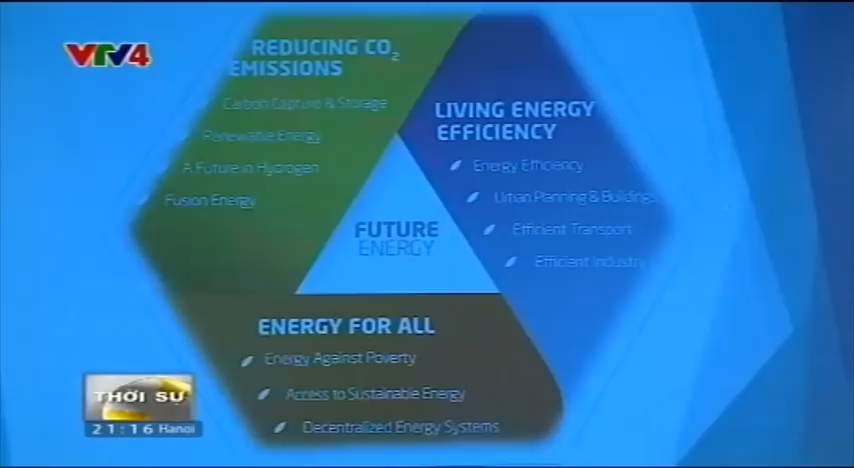 VTV4
REDUCING CO₂
EMISSIONS
Carbon Capture & Storage
Renewable Energy
A Future in Hydrogen
Fusion Energy
LIVING ENERGY
EFFICIENCY
Energy Efficiency
Urban Planning & Buildings
Efficient Transport
Efficient Industry
FUTURE
ENERGY
ENERGY FOR ALL
Energy Against Poverty
Access to Sustainable Energy
Decentralized Energy Systems
THỜI SỰ
21:16 Hanoi